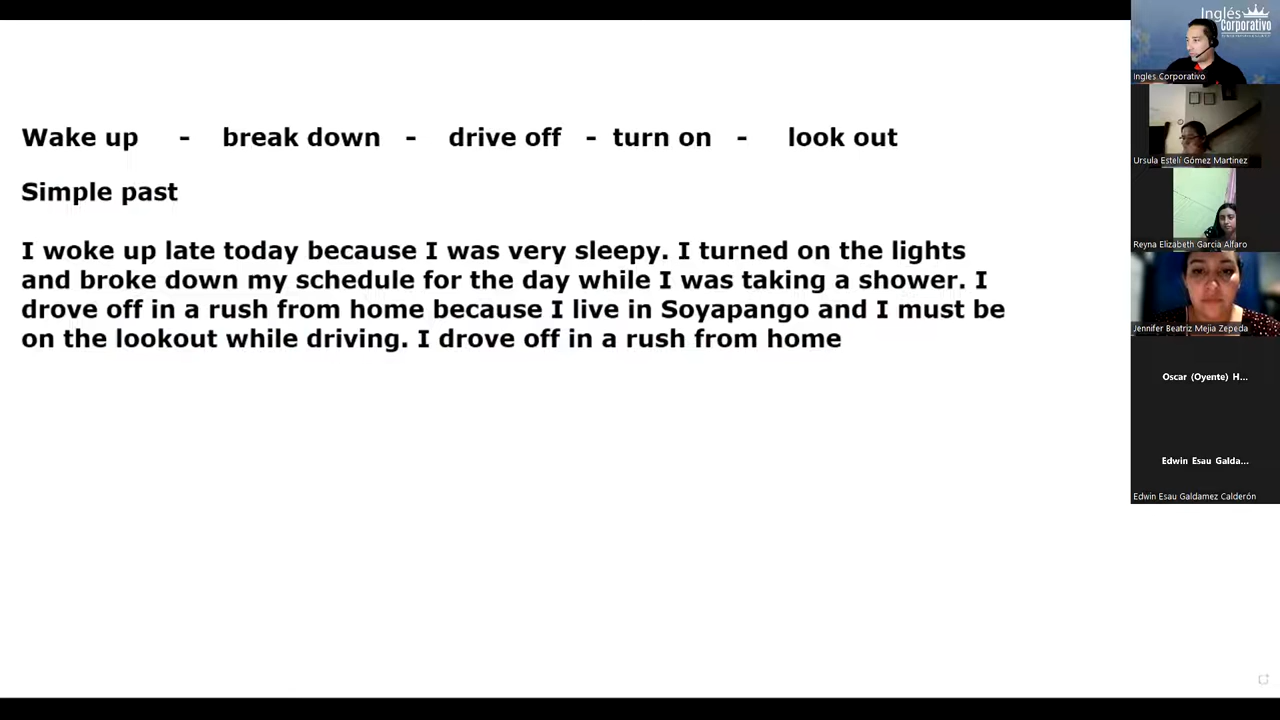 Wake up - break down - drive off - turn on - look out
Simple past
I woke up late today because I was very sleepy. I turned on the lights
and broke down my schedule for the day while I was taking a shower. I
drove off in a rush from home because I live in Soyapango and I must be
on the lookout while driving. I drove off in a rush from home
Inglés
Corporativo
Ingles Corporativo
Ursula Estelí Gómez Martinez
Reyna Elizabeth Garcia Alfaro
Jennifer Beatriz Mejia Zepeda
Oscar (Oyente) H...
Edwin Esau Galda...
Edwin Esau Galdamez Calderón